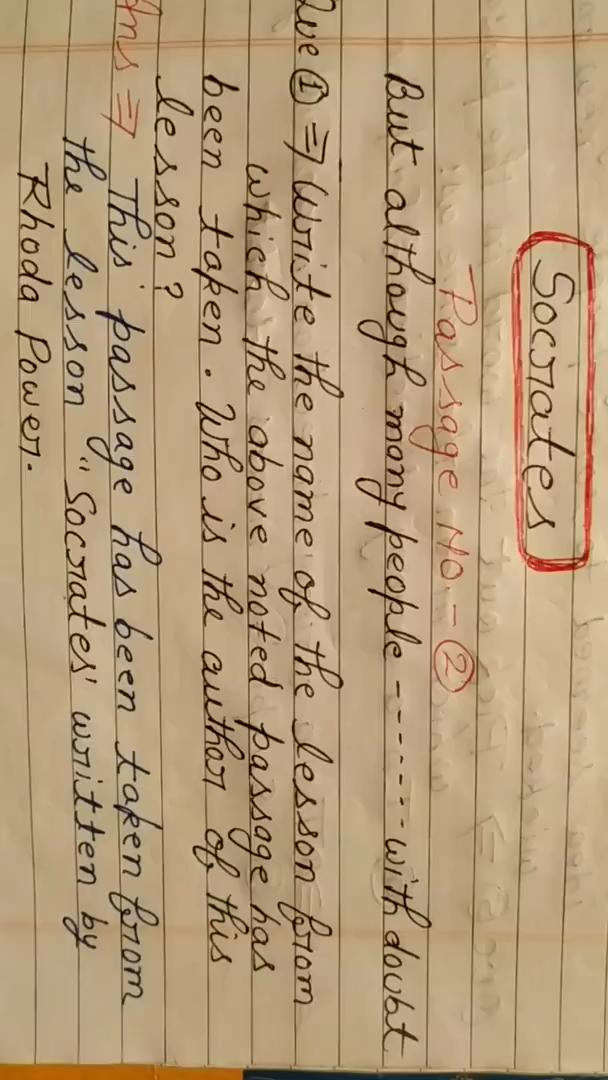 Socrates
Passage No.-②
But although many people-------with doubt
Que ① ⇒ Write the name of the lesson from
which the above noted passage has
been taken. Who is the author of this
lesson?
Ans ⇒ This passage has been taken from
the lesson "Socrates' written by
Rhoda Power.